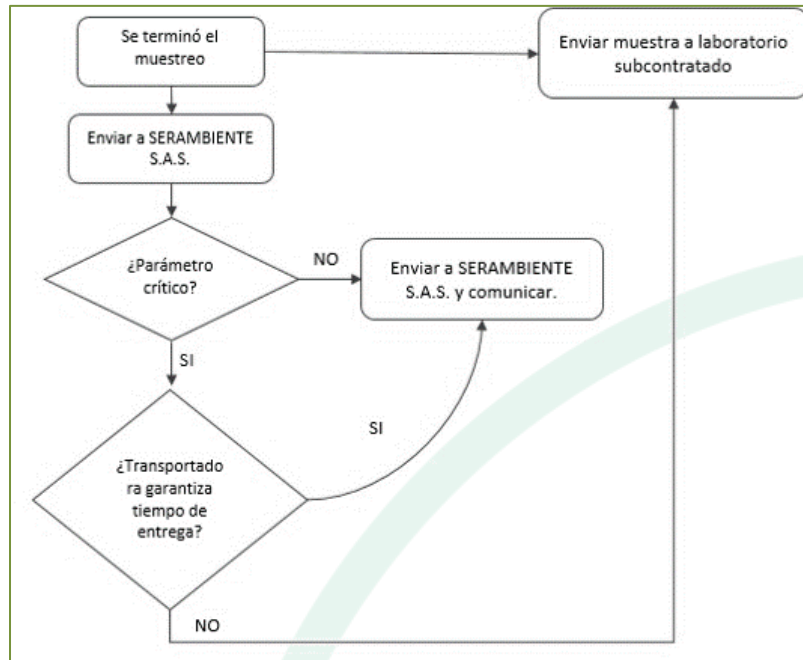 Se terminó el
muestreo
Enviar muestra a laboratorio
subcontratado
Enviar a SERAMBIENTE
S.A.S.
¿Parámetro
crítico?
NO
Enviar a SERAMBIENTE
S.A.S. y comunicar.
SI
¿Transportado
ra garantiza
tiempo de
entrega?
SI
NO